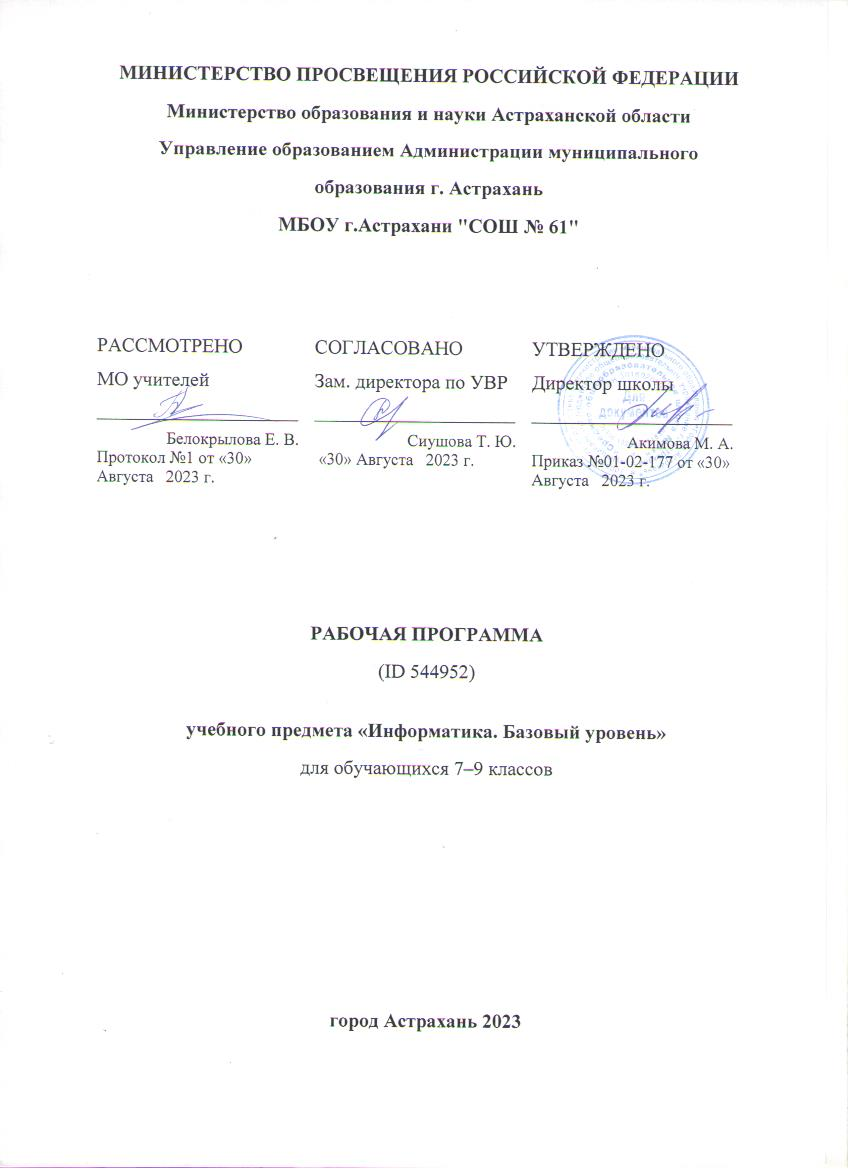 МИНИСТЕРСТВО ПРОСВЕЩЕНИЯ РОССИЙСКОЙ ФЕДЕРАЦИИ
Министерство образования и науки Астраханской области
Управление образованием Администрации муниципального
образования г. Астрахань
МБОУ г.Астрахани "СОШ № 61"
РАССМОТРЕНО
МО учителей
Белокрылова Е. В.
Протокол №1 от «30»
Августа 2023 г.
СОГЛАСОВАНО
Зам. директора по УВР
Сиушова Т. Ю.
«30» Августа 2023 г.
УТВЕРЖДЕНО
Директор школы
Для
документов
Акимова М. А.
Приказ №01-02-177 от «30»
Августа 2023 г.
РАБОЧАЯ ПРОГРАММА
(ID 544952)
учебного предмета «Информатика. Базовый уровень»
для обучающихся 7–9 классов
город Астрахань 2023